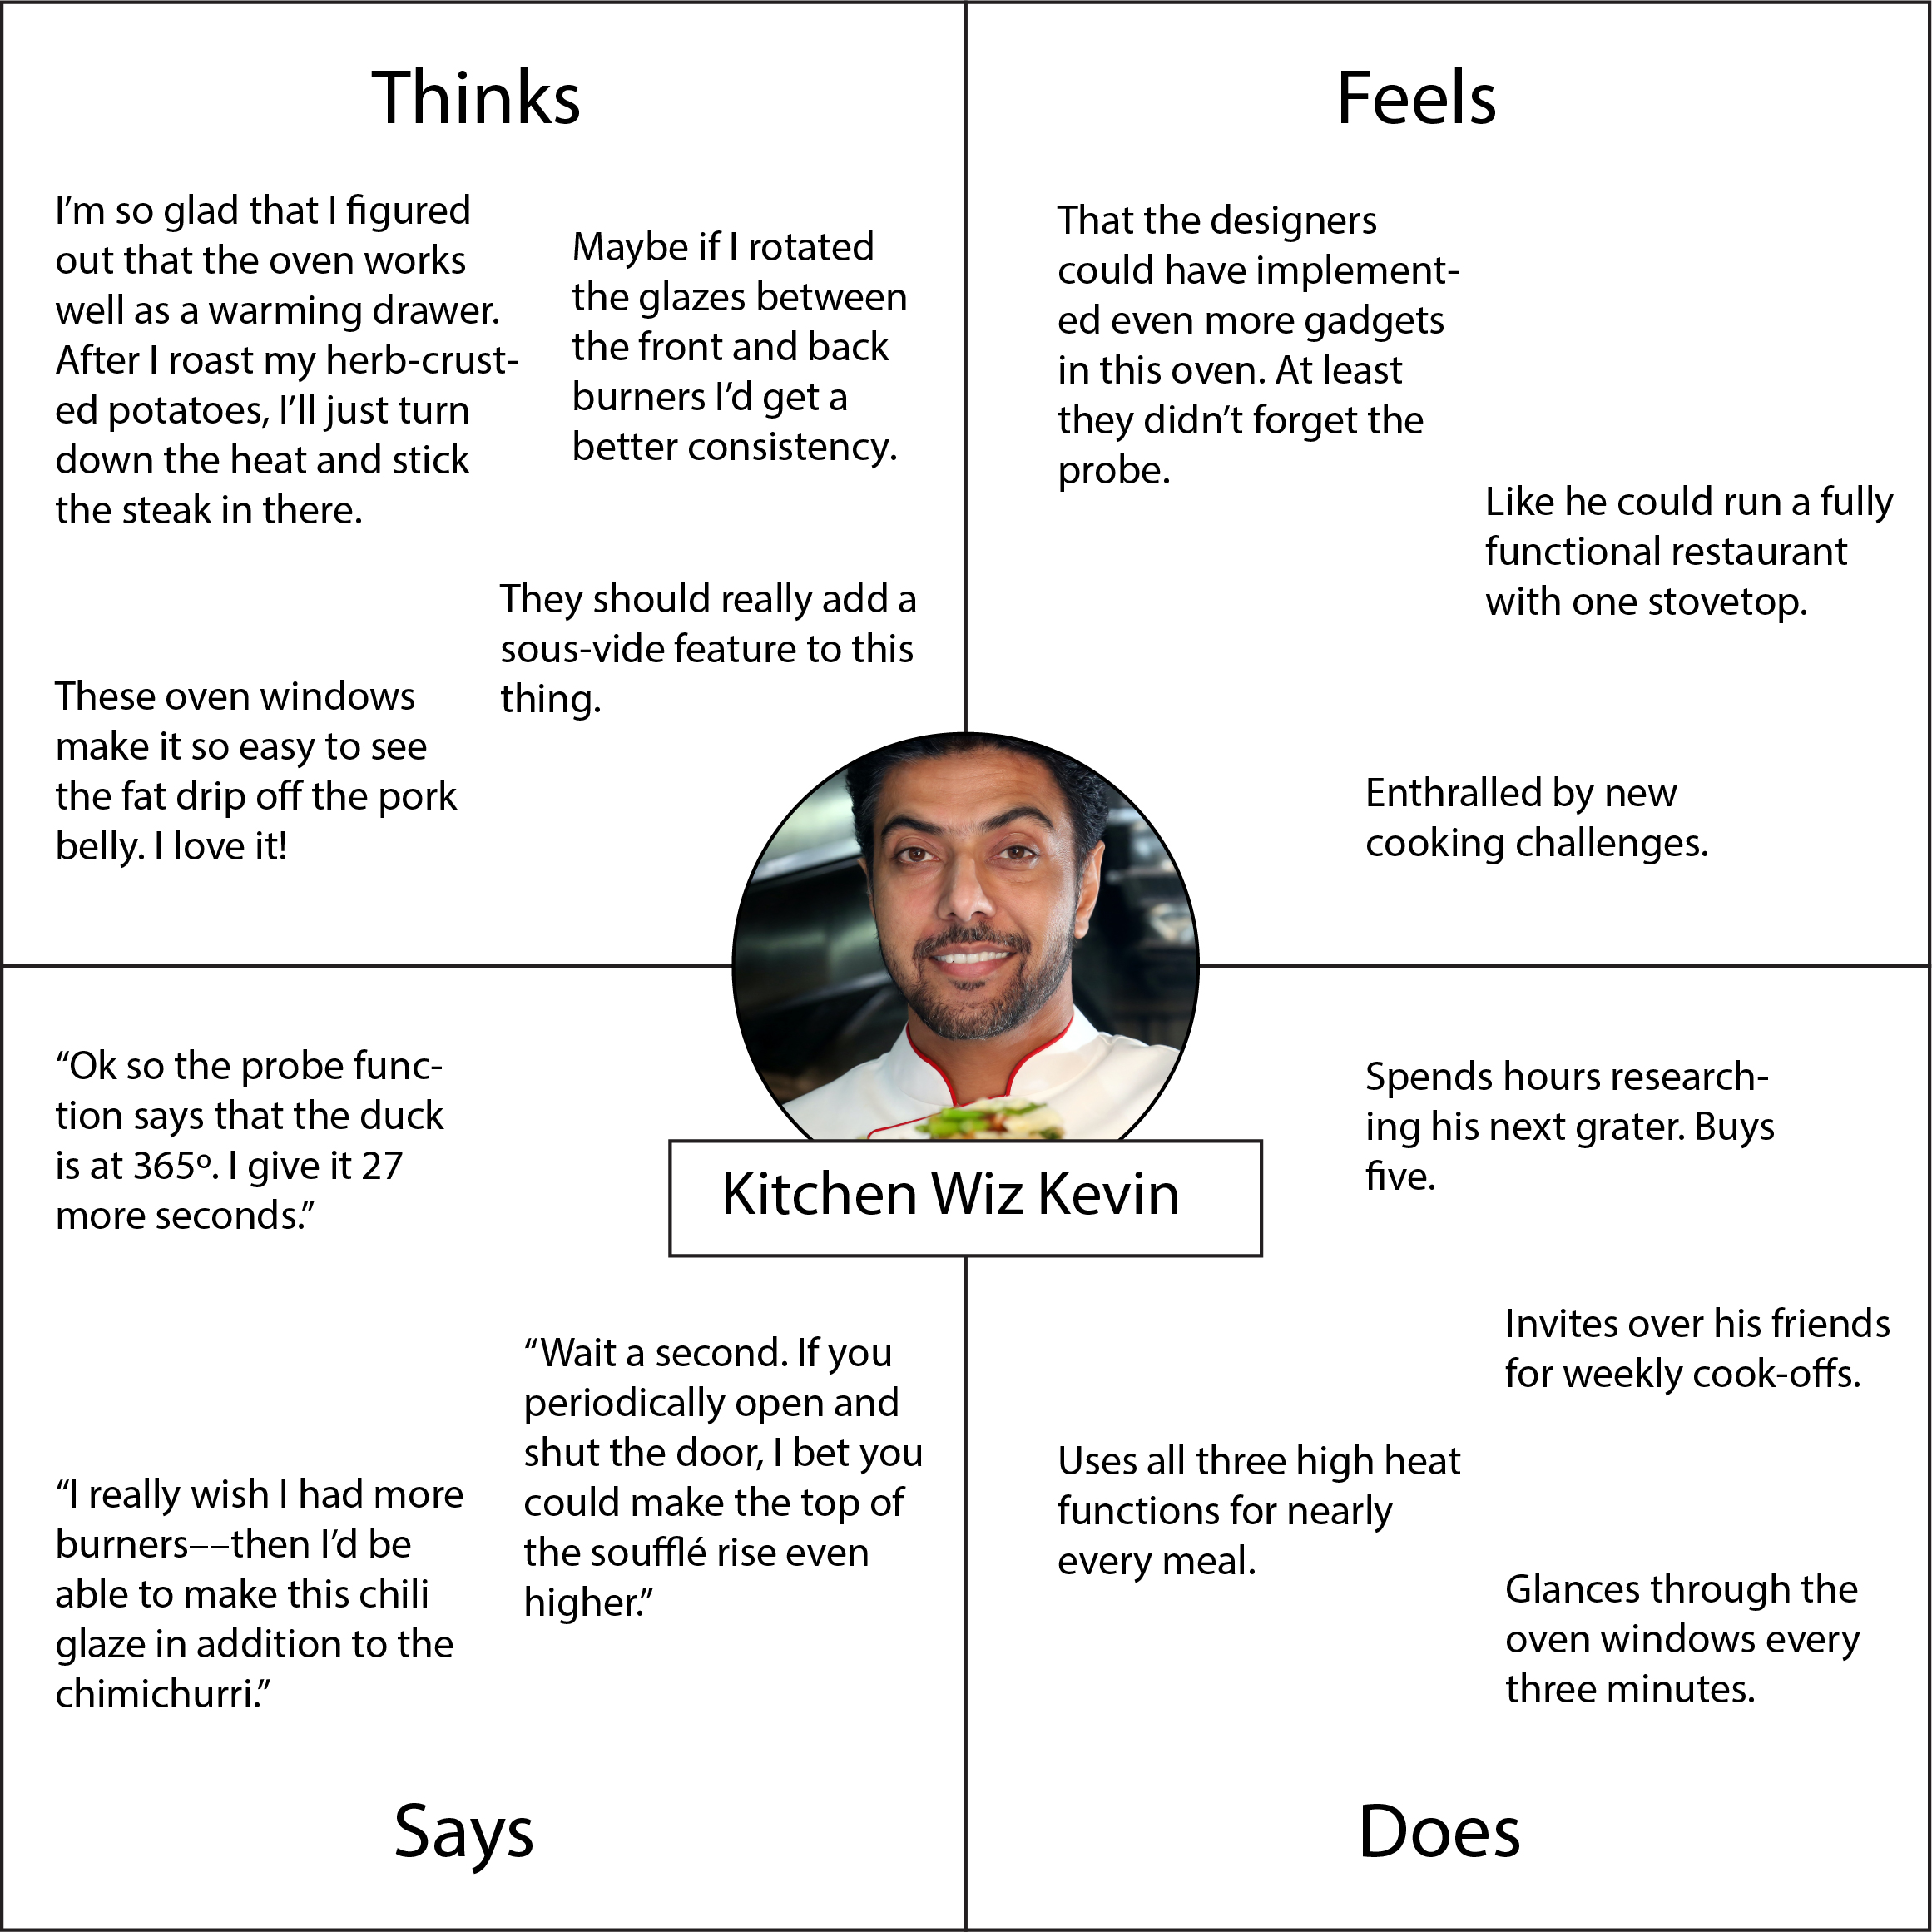 Thinks
I’m so glad that I figured
out that the oven works
well as a warming drawer.
After I roast my herb-crust-
ed potatoes, I’ll just turn
down the heat and stick
the steak in there.
Maybe if I rotated
the glazes between
the front and back
burners I’d get a
better consistency.
They should really add a
sous-vide feature to this
thing.
These oven windows
make it so easy to see
the fat drip off the pork
belly. I love it!
Feels
That the designers
could have implement-
ed even more gadgets
in this oven. At least
they didn’t forget the
probe.
Like he could run a fully
functional restaurant
with one stovetop.
Enthralled by new
cooking challenges.
Kitchen Wiz Kevin
“Ok so the probe func-
tion says that the duck
is at 365º. I give it 27
more seconds.”
“Wait a second. If you
periodically open and
shut the door, I bet you
could make the top of
the soufflé rise even
higher.”
“I really wish I had more
burners––then I’d be
able to make this chili
glaze in addition to the
chimichurri.”
Says
Spends hours research-
ing his next grater. Buys
five.
Invites over his friends
for weekly cook-offs.
Uses all three high heat
functions for nearly
every meal.
Glances through the
oven windows every
three minutes.
Does